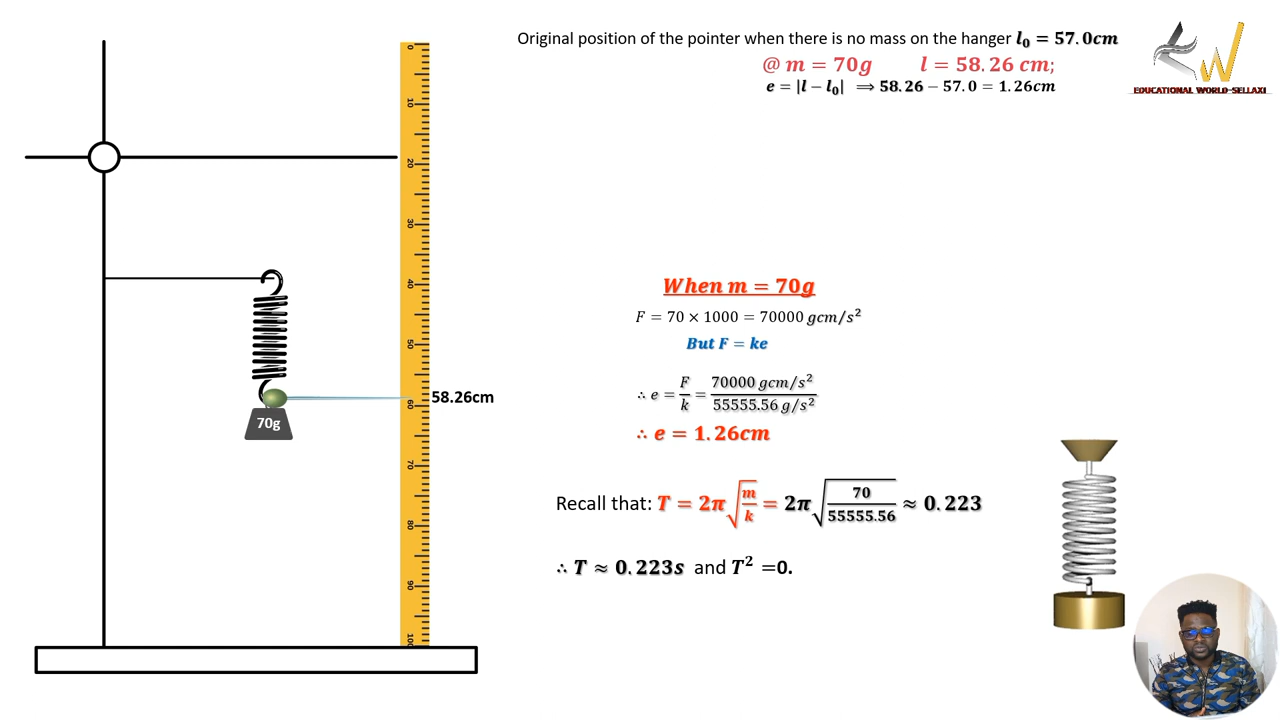 Original position of the pointer when there is no mass on the hanger l₀ = 57.0cm
@ m = 70g l = 58.26 cm;
e = |l − l₀| ⟹ 58.26 − 57.0 = 1.26cm
EDUCATIONAL WORLD-SELLAXI
0
10
20
30
40
50
60
70
80
90
100
58.26cm
70g
When m = 70g
F = 70 × 1000 = 70000 gcm/s²
But F = ke
∴ e = F/k = 70000 gcm/s² / 55555.56 g/s²
∴ e = 1.26cm
Recall that: T = 2π√(m/k) = 2π√(70/55555.56) ≈ 0.223
∴ T ≈ 0.223s and T² =0.